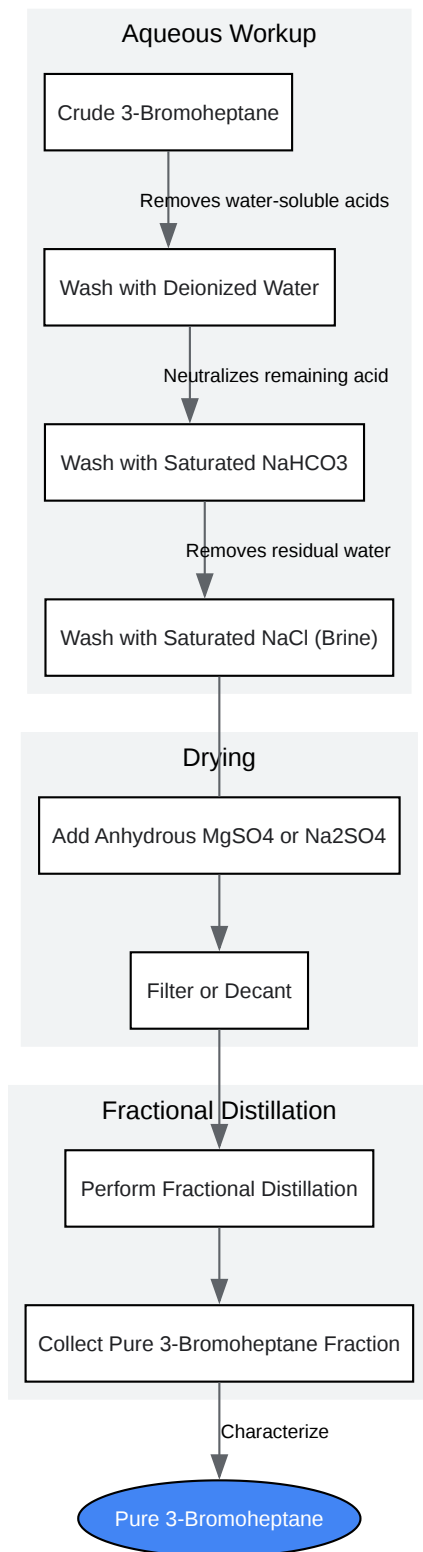 Aqueous Workup
Crude 3-Bromoheptane
Removes water-soluble acids
Wash with Deionized Water
Neutralizes remaining acid
Wash with Saturated NaHCO3
Removes residual water
Wash with Saturated NaCl (Brine)
Drying
Add Anhydrous MgSO4 or Na2SO4
Filter or Decant
Fractional Distillation
Perform Fractional Distillation
Collect Pure 3-Bromoheptane Fraction
Characterize
Pure 3-Bromoheptane